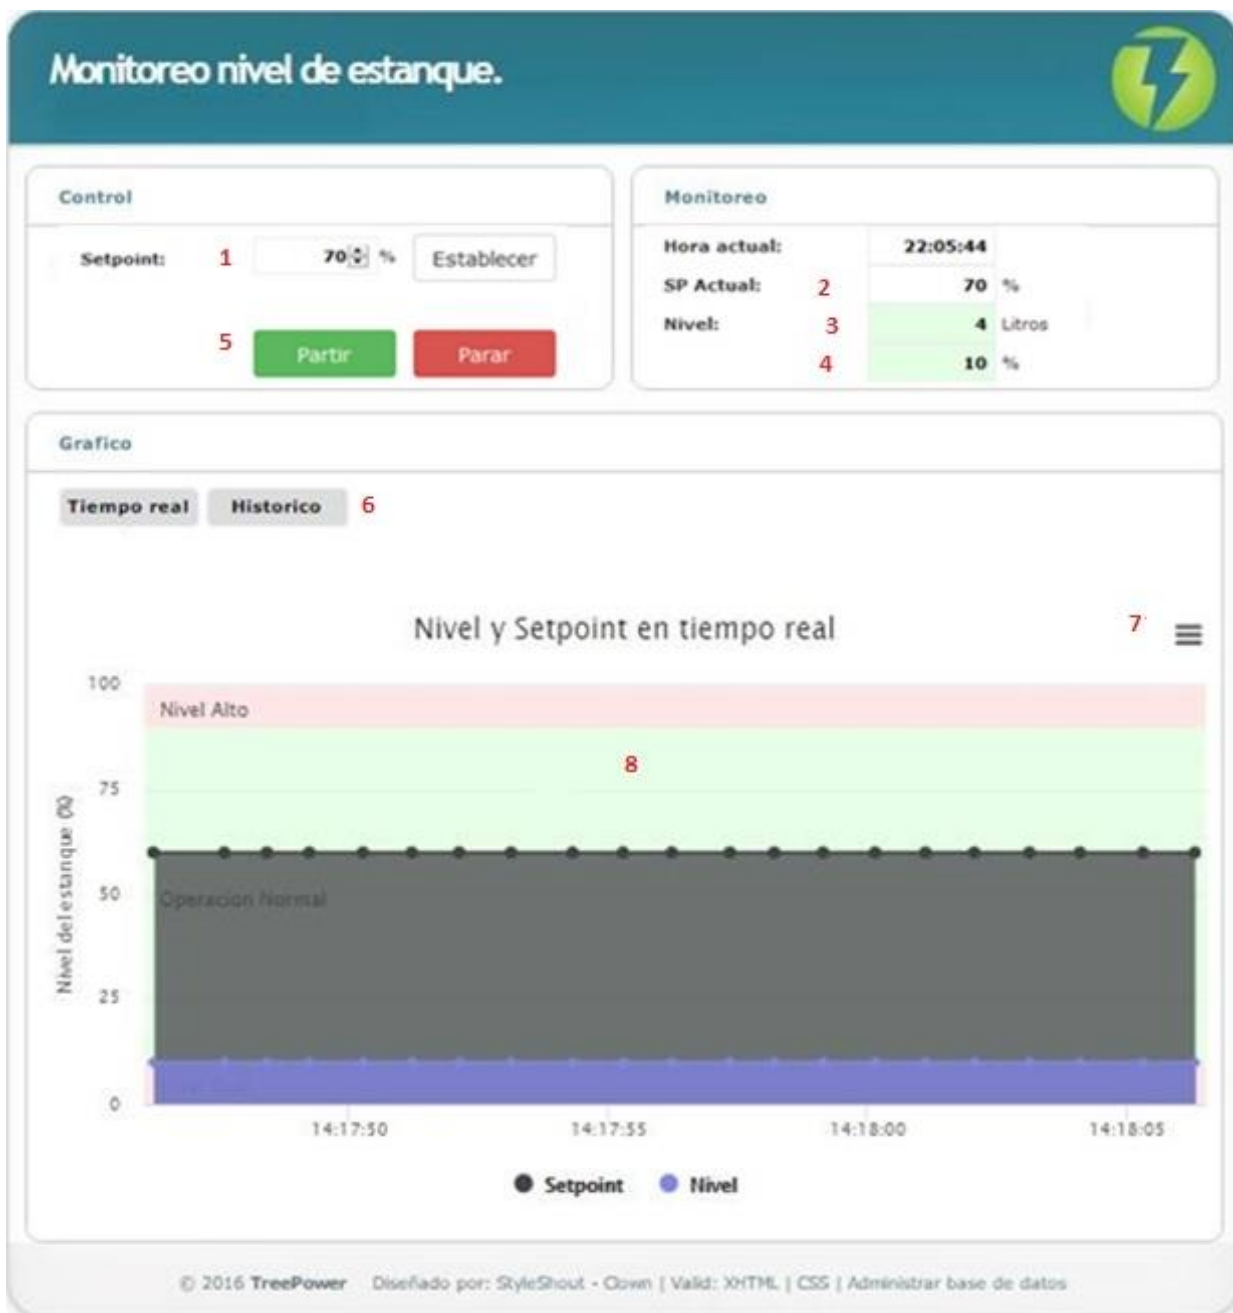 Monitoreo nivel de estanque.
Control
Setpoint: 1 70 % Establecer
5 Partir Parar
Monitoreo
Hora actual: 22:05:44
SP Actual: 2 70 %
Nivel: 3 4 Litros
4 10 %
Grafico
Tiempo real Historico 6
Nivel y Setpoint en tiempo real 7
Nivel del estanque (%)
100
Nivel Alto
8
75
50
Operacion Normal
25
0
14:17:50 14:17:55 14:18:00 14:18:05
Setpoint Nivel
© 2016 TreePower Diseñado por: StyleShout - Clown | Valid: XHTML | CSS | Administrar base de datos